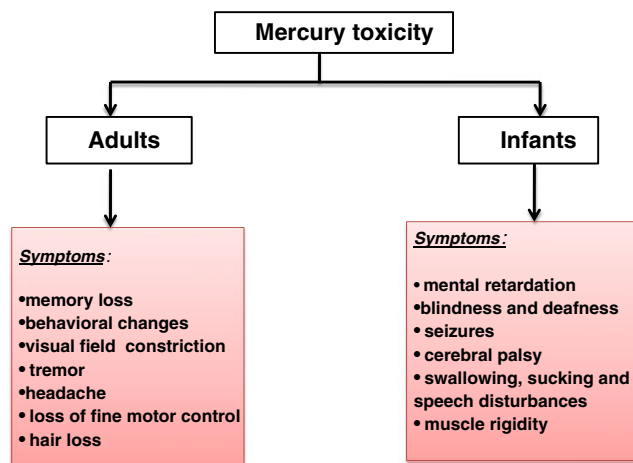 Mercury toxicity
Adults
Infants
Symptoms:
•memory loss
•behavioral changes
•visual field constriction
• tremor
•headache
• loss of fine motor control
• hair loss
Symptoms:
• mental retardation
•blindness and deafness
• seizures
• cerebral palsy
• swallowing, sucking and
speech disturbances
• muscle rigidity